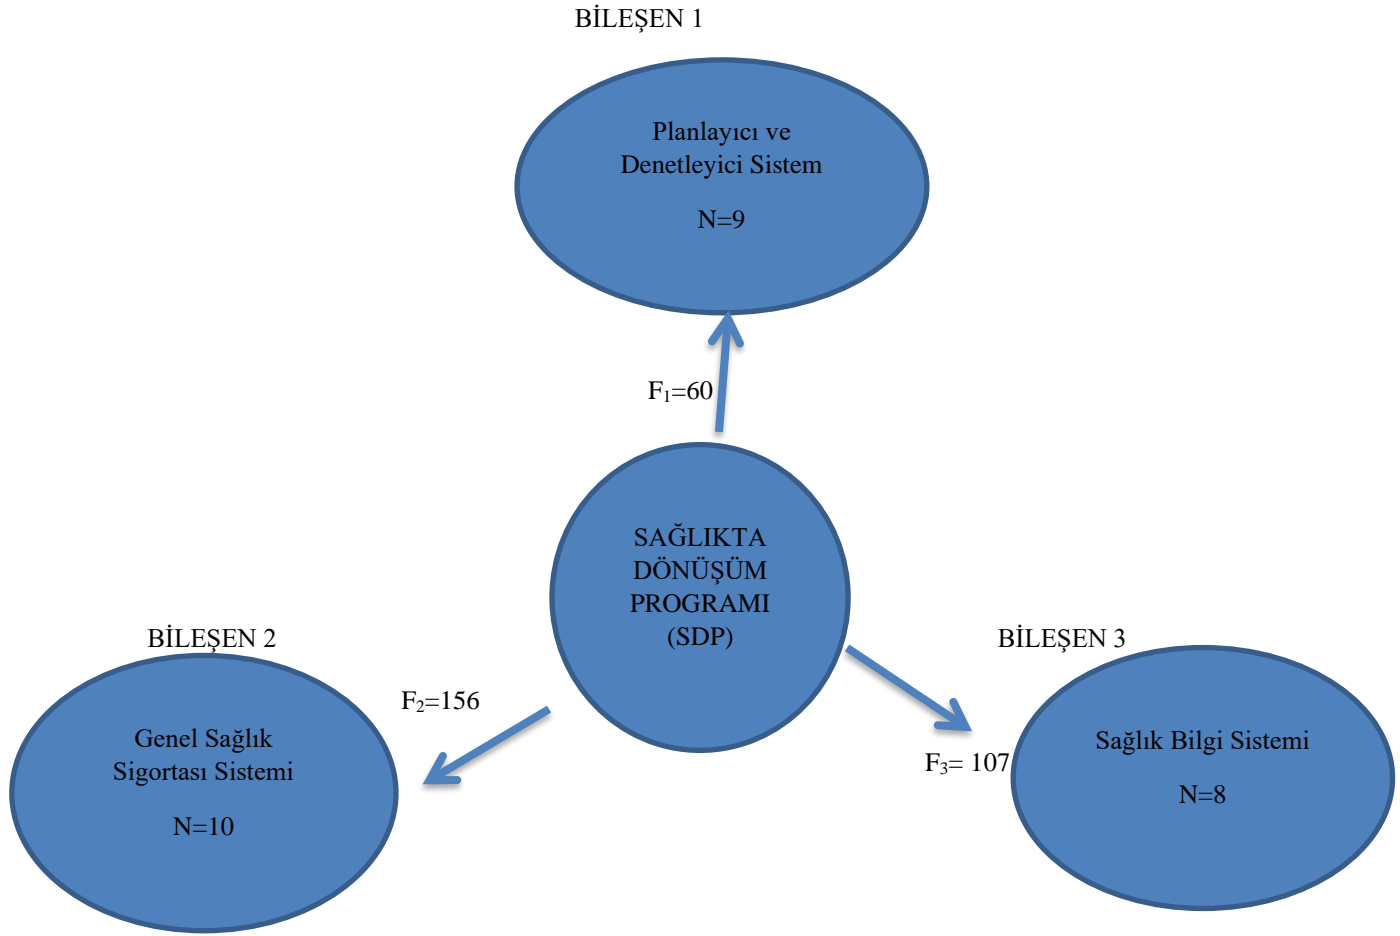 BİLEŞEN 1
Planlayıcı ve
Denetleyici Sistem
N=9
F₁=60
SAĞLIKTA
DÖNÜŞÜM
PROGRAMI
(SDP)
BİLEŞEN 2
F₂=156
Genel Sağlık
Sigortası Sistemi
N=10
BİLEŞEN 3
F₃= 107
Sağlık Bilgi Sistemi
N=8